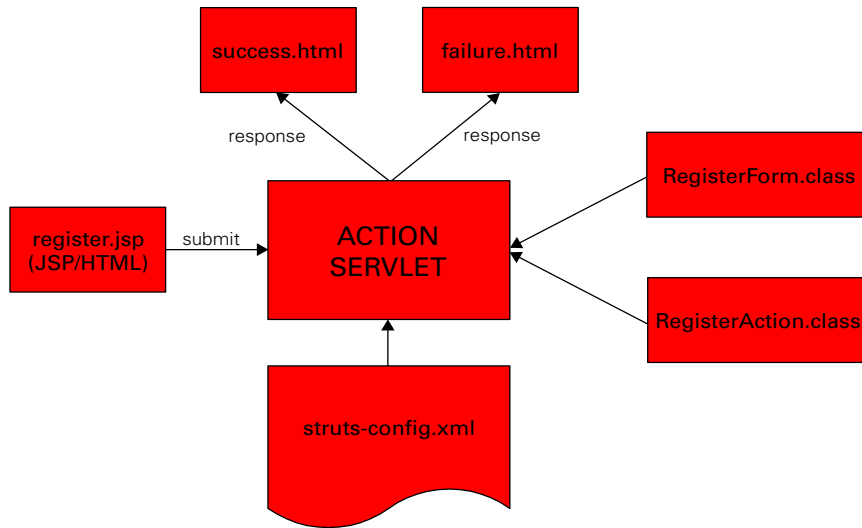 success.html
failure.html
response
response
RegisterForm.class
register.jsp
(JSP/HTML)
submit
ACTION
SERVLET
RegisterAction.class
struts-config.xml